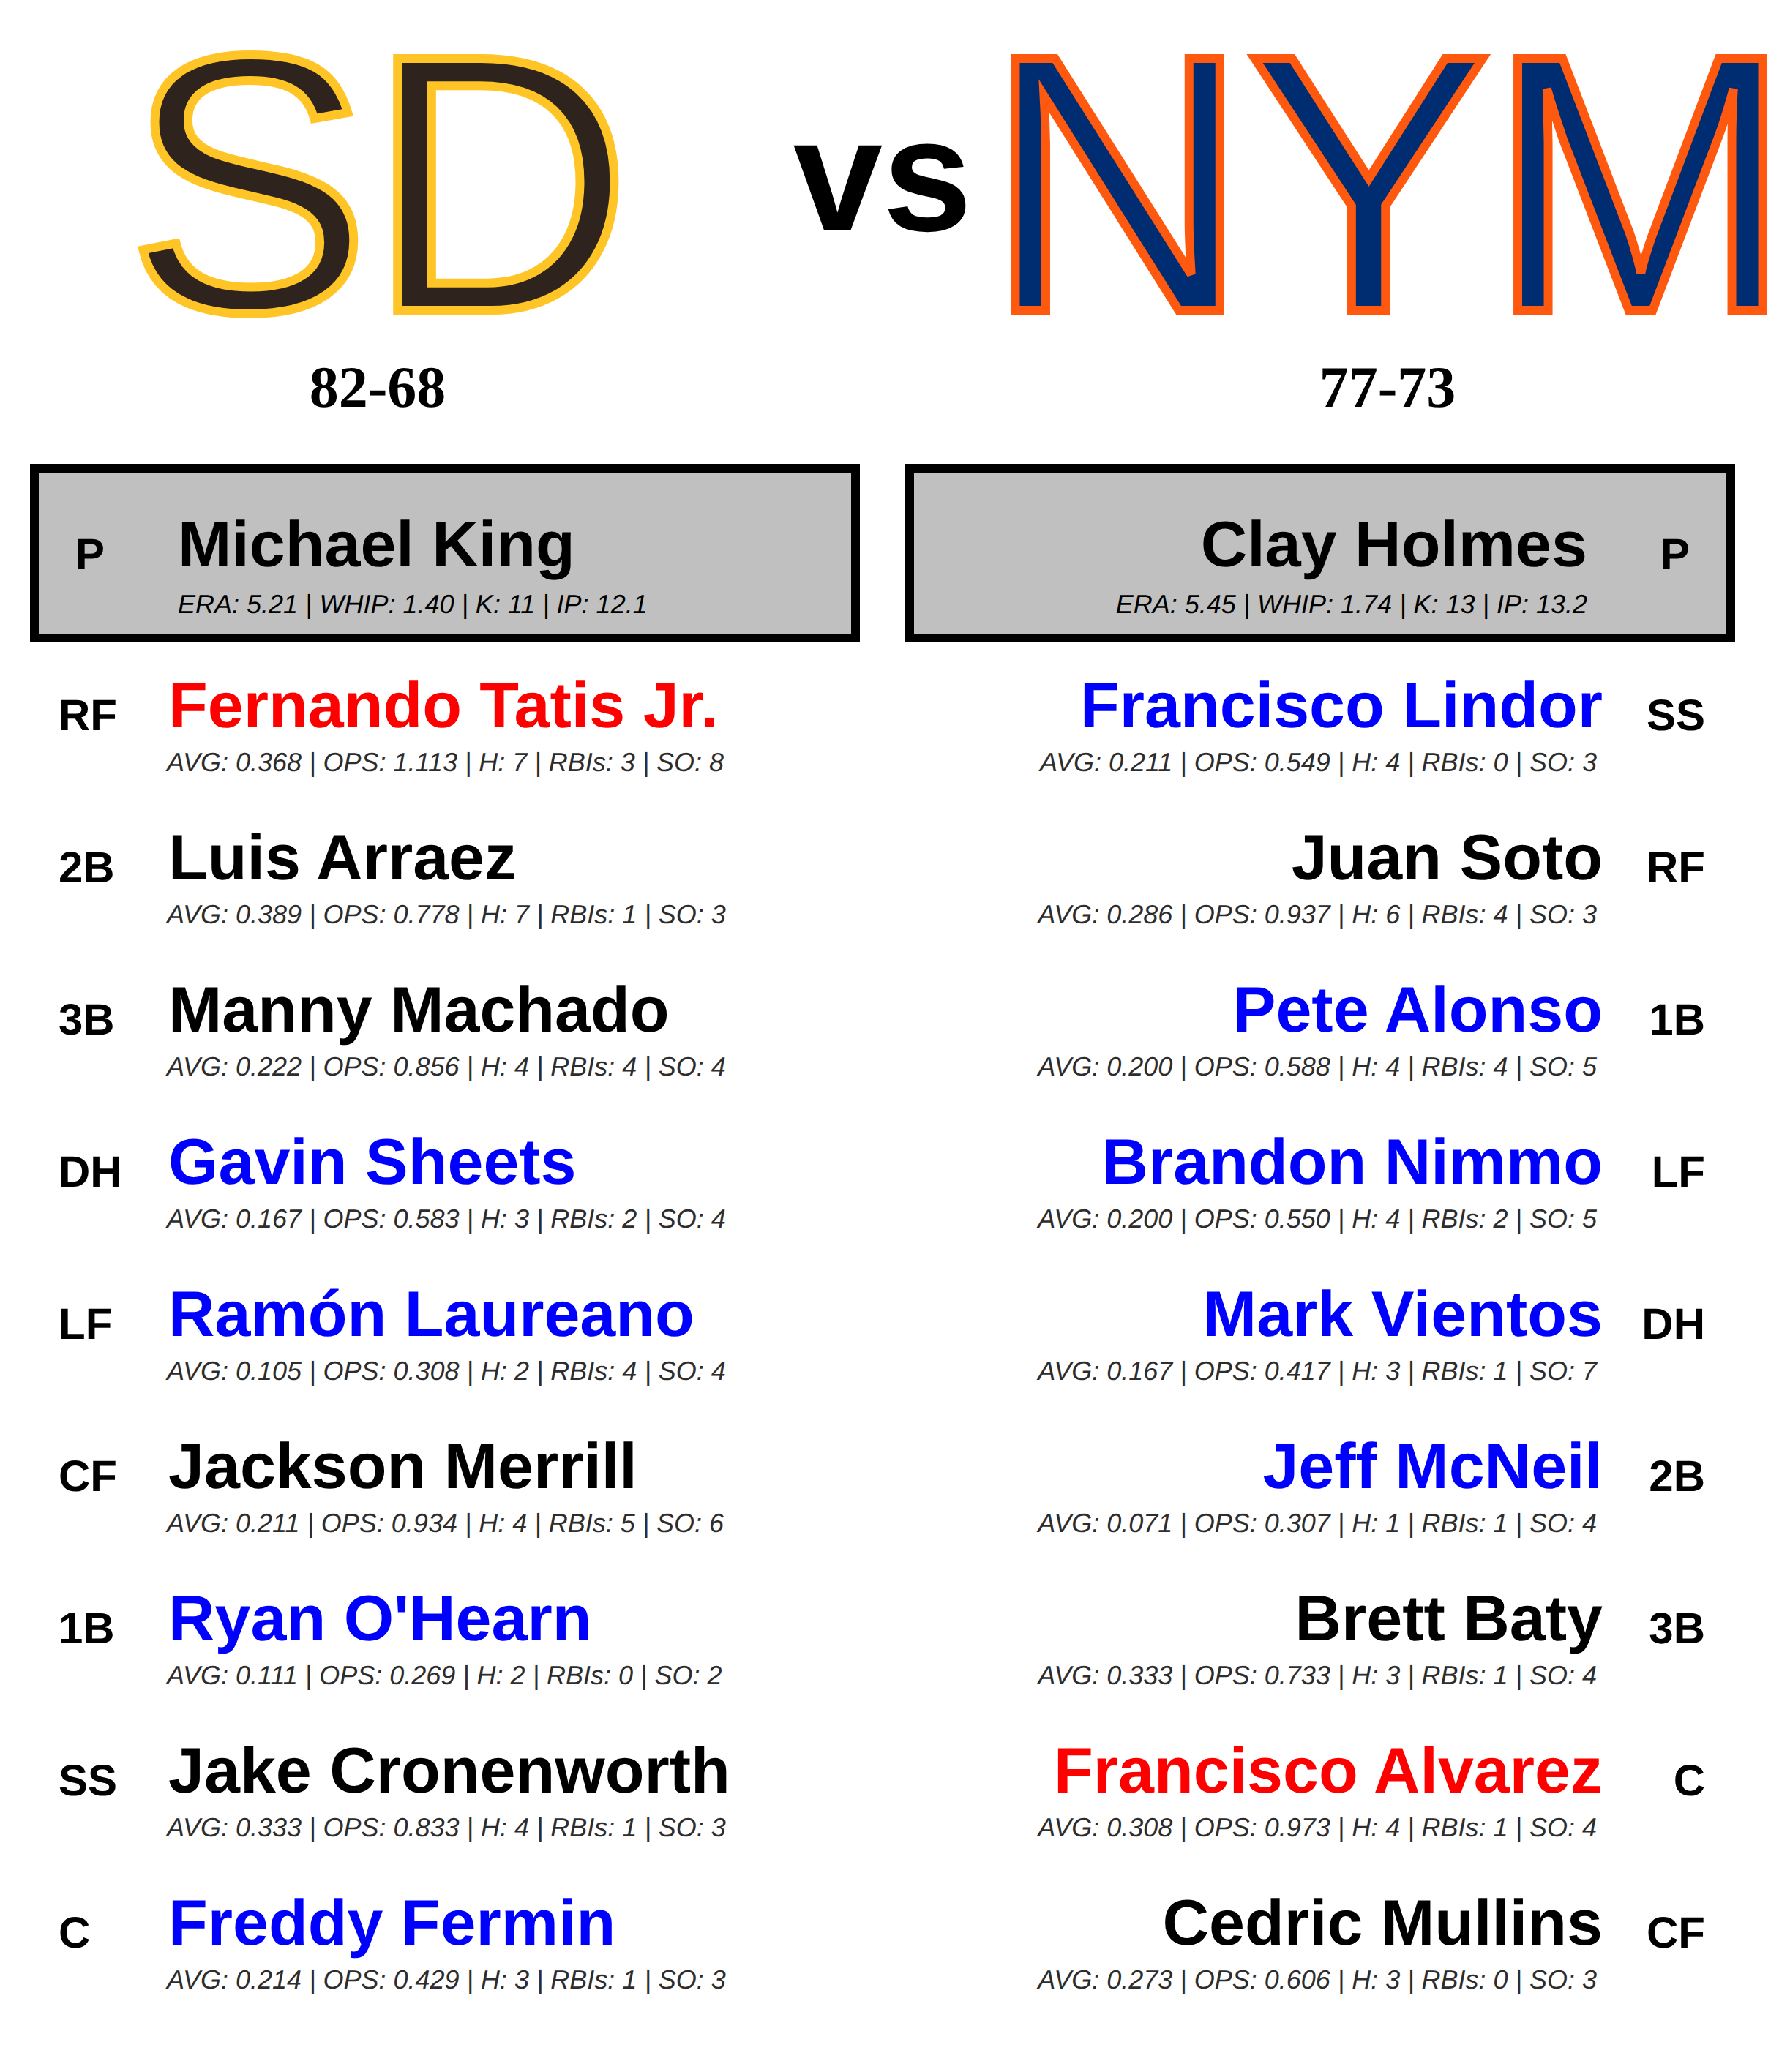 SD vs NYM
82-68 77-73
P Michael King
ERA: 5.21 | WHIP: 1.40 | K: 11 | IP: 12.1
Clay Holmes P
ERA: 5.45 | WHIP: 1.74 | K: 13 | IP: 13.2
RF Fernando Tatis Jr.
AVG: 0.368 | OPS: 1.113 | H: 7 | RBIs: 3 | SO: 8
2B Luis Arraez
AVG: 0.389 | OPS: 0.778 | H: 7 | RBIs: 1 | SO: 3
3B Manny Machado
AVG: 0.222 | OPS: 0.856 | H: 4 | RBIs: 4 | SO: 4
DH Gavin Sheets
AVG: 0.167 | OPS: 0.583 | H: 3 | RBIs: 2 | SO: 4
LF Ramón Laureano
AVG: 0.105 | OPS: 0.308 | H: 2 | RBIs: 4 | SO: 4
CF Jackson Merrill
AVG: 0.211 | OPS: 0.934 | H: 4 | RBIs: 5 | SO: 6
1B Ryan O'Hearn
AVG: 0.111 | OPS: 0.269 | H: 2 | RBIs: 0 | SO: 2
SS Jake Cronenworth
AVG: 0.333 | OPS: 0.833 | H: 4 | RBIs: 1 | SO: 3
C Freddy Fermin
AVG: 0.214 | OPS: 0.429 | H: 3 | RBIs: 1 | SO: 3
Francisco Lindor SS
AVG: 0.211 | OPS: 0.549 | H: 4 | RBIs: 0 | SO: 3
Juan Soto RF
AVG: 0.286 | OPS: 0.937 | H: 6 | RBIs: 4 | SO: 3
Pete Alonso 1B
AVG: 0.200 | OPS: 0.588 | H: 4 | RBIs: 4 | SO: 5
Brandon Nimmo LF
AVG: 0.200 | OPS: 0.550 | H: 4 | RBIs: 2 | SO: 5
Mark Vientos DH
AVG: 0.167 | OPS: 0.417 | H: 3 | RBIs: 1 | SO: 7
Jeff McNeil 2B
AVG: 0.071 | OPS: 0.307 | H: 1 | RBIs: 1 | SO: 4
Brett Baty 3B
AVG: 0.333 | OPS: 0.733 | H: 3 | RBIs: 1 | SO: 4
Francisco Alvarez C
AVG: 0.308 | OPS: 0.973 | H: 4 | RBIs: 1 | SO: 4
Cedric Mullins CF
AVG: 0.273 | OPS: 0.606 | H: 3 | RBIs: 0 | SO: 3